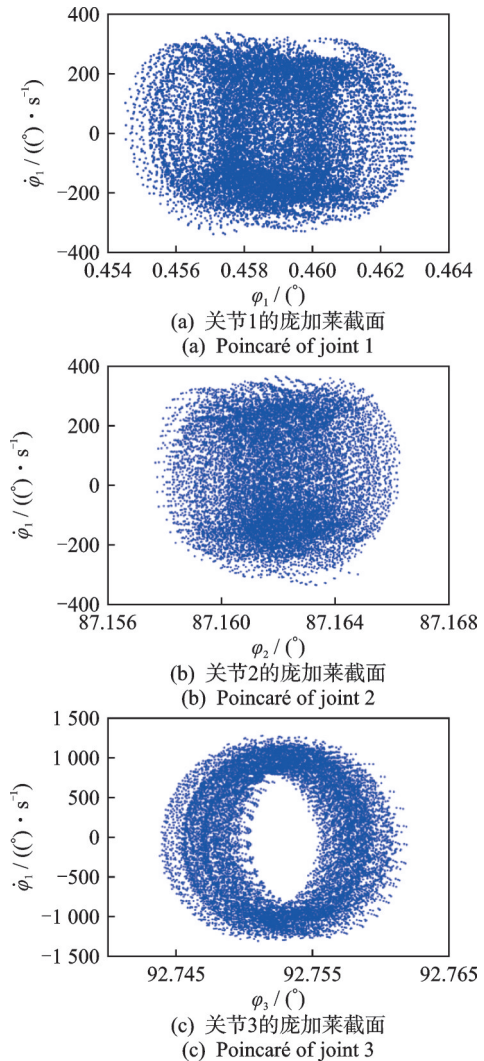 400
200
0
−200
−400
φ̇₁ / ((°)·s⁻¹)
0.454 0.456 0.458 0.460 0.462 0.464
φ₁ / (°)
(a) 关节1的庞加莱截面
(a) Poincaré of joint 1
400
200
0
−200
−400
φ̇₁ / ((°)·s⁻¹)
87.156 87.160 87.164 87.168
φ₂ / (°)
(b) 关节2的庞加莱截面
(b) Poincaré of joint 2
1 500
1 000
500
0
−500
−1 000
−1 500
φ̇₁ / ((°)·s⁻¹)
92.745 92.755 92.765
φ₃ / (°)
(c) 关节3的庞加莱截面
(c) Poincaré of joint 3